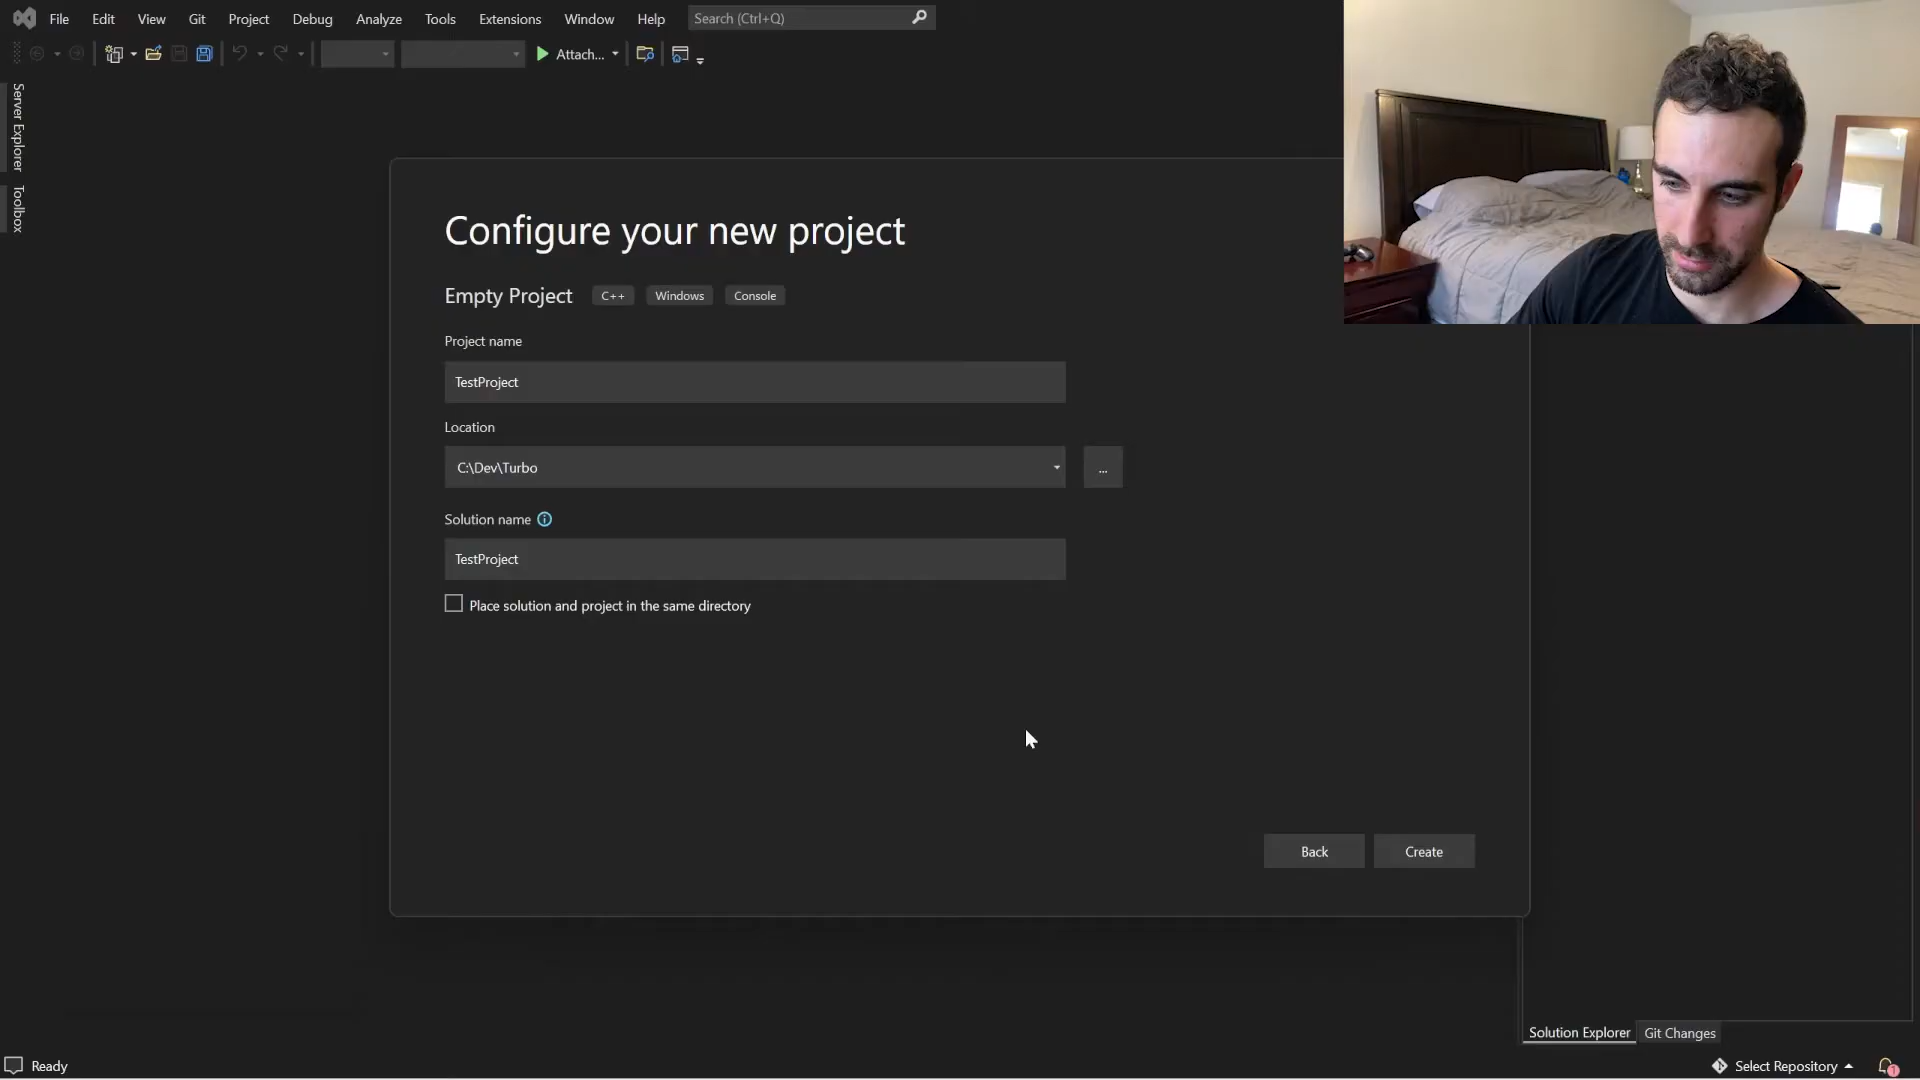 File Edit View Git Project Debug Analyze Tools Extensions Window Help Search (Ctrl+Q)
Attach...
Server Explorer
Toolbox
Configure your new project
Empty Project C++ Windows Console
Project name
TestProject
Location
C:\Dev\Turbo
...
Solution name
TestProject
Place solution and project in the same directory
Back Create
Solution Explorer Git Changes
Ready
Select Repository
1